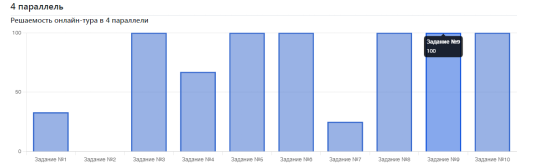 4 параллель
Решаемость онлайн-тура в 4 параллели
100
50
0
Задание №9
100
Задание №1 Задание №2 Задание №3 Задание №4 Задание №5 Задание №6 Задание №7 Задание №8 Задание №9 Задание №10